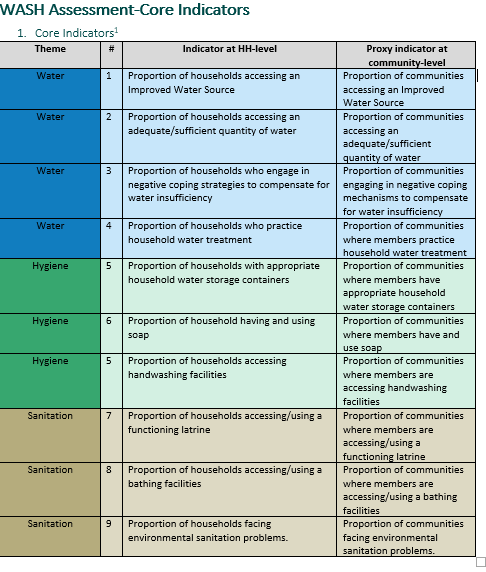 WASH Assessment-Core Indicators
1. Core Indicators1
Theme # Indicator at HH-level Proxy indicator at
community-level
Water 1 Proportion of households accessing an Proportion of communities
Improved Water Source accessing an Improved
Water Source
Water 2 Proportion of households accessing an Proportion of communities
adequate/sufficient quantity of water accessing an
adequate/sufficient
quantity of water
Water 3 Proportion of households who engage in Proportion of communities
negative coping strategies to compensate for engaging in negative coping
water insufficiency mechanisms to compensate
for water insufficiency
Water 4 Proportion of households who practice Proportion of communities
household water treatment where members practice
household water treatment
Hygiene 5 Proportion of households with appropriate Proportion of communities
household water storage containers where members have
appropriate household
water storage containers
Hygiene 6 Proportion of household having and using Proportion of communities
soap where members have and
use soap
Hygiene 5 Proportion of households accessing Proportion of communities
handwashing facilities where members are
accessing handwashing
facilities
Sanitation 7 Proportion of households accessing/using a Proportion of communities
functioning latrine where members are
accessing/using a
functioning latrine
Sanitation 8 Proportion of households accessing/using a Proportion of communities
bathing facilities where members are
accessing/using a bathing
facilities
Sanitation 9 Proportion of households facing Proportion of communities
environmental sanitation problems. facing environmental
sanitation problems.